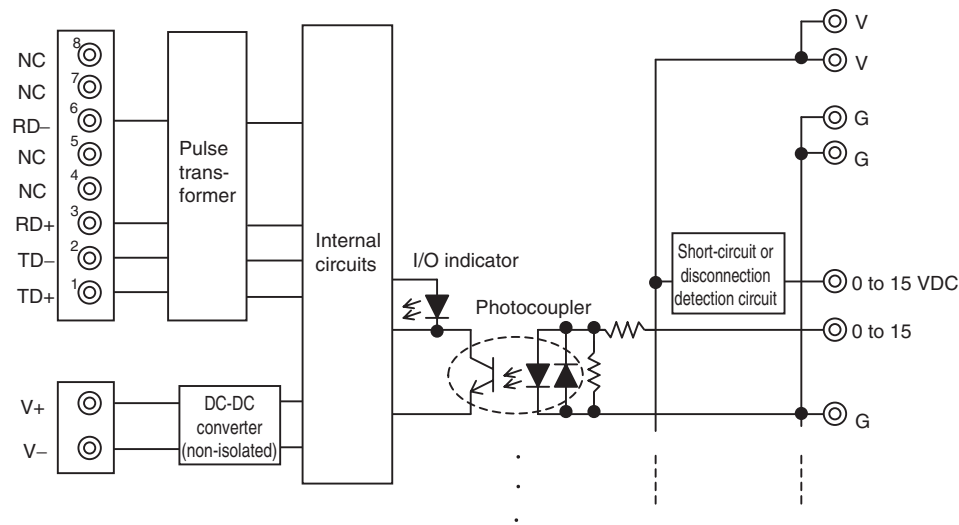 8
NC
7
NC
6
RD−
5
NC
4
NC
3
RD+
2
TD−
1
TD+
Pulse
trans-
former
Internal
circuits
V+
V−
DC-DC
converter
(non-isolated)
I/O indicator
Photocoupler
Short-circuit or
disconnection
detection circuit
V
V
G
G
0 to 15 VDC
0 to 15
G